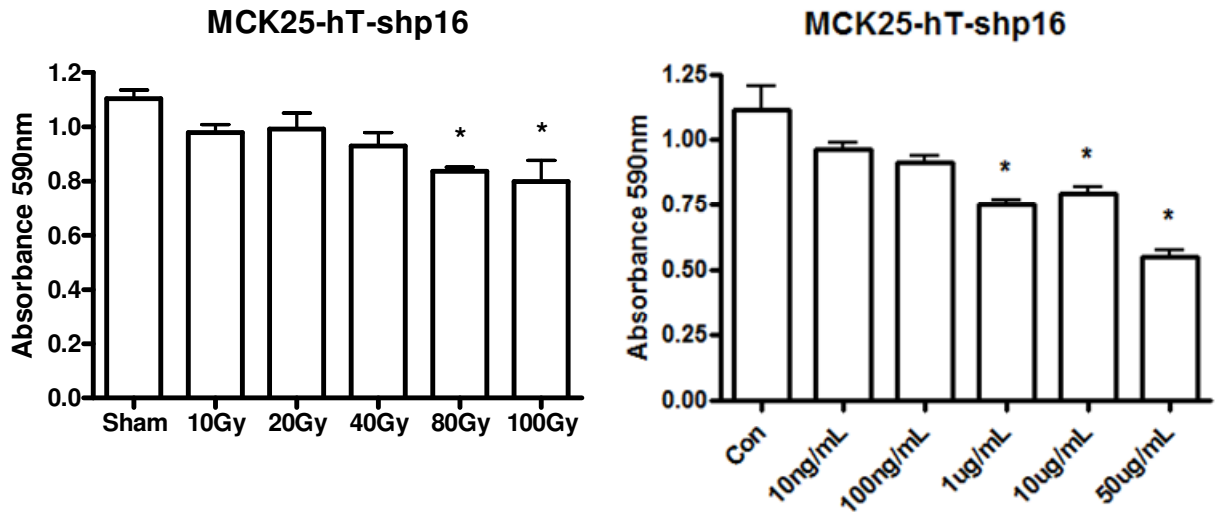 MCK25-hT-shp16
Absorbance 590nm
1.2
1.0
0.8
0.6
0.4
0.2
0.0
* *
Sham 10Gy 20Gy 40Gy 80Gy 100Gy
MCK25-hT-shp16
Absorbance 590nm
1.25
1.00
0.75
0.50
0.25
0.00
* * *
Con 10ng/mL 100ng/mL 1ug/mL 10ug/mL 50ug/mL